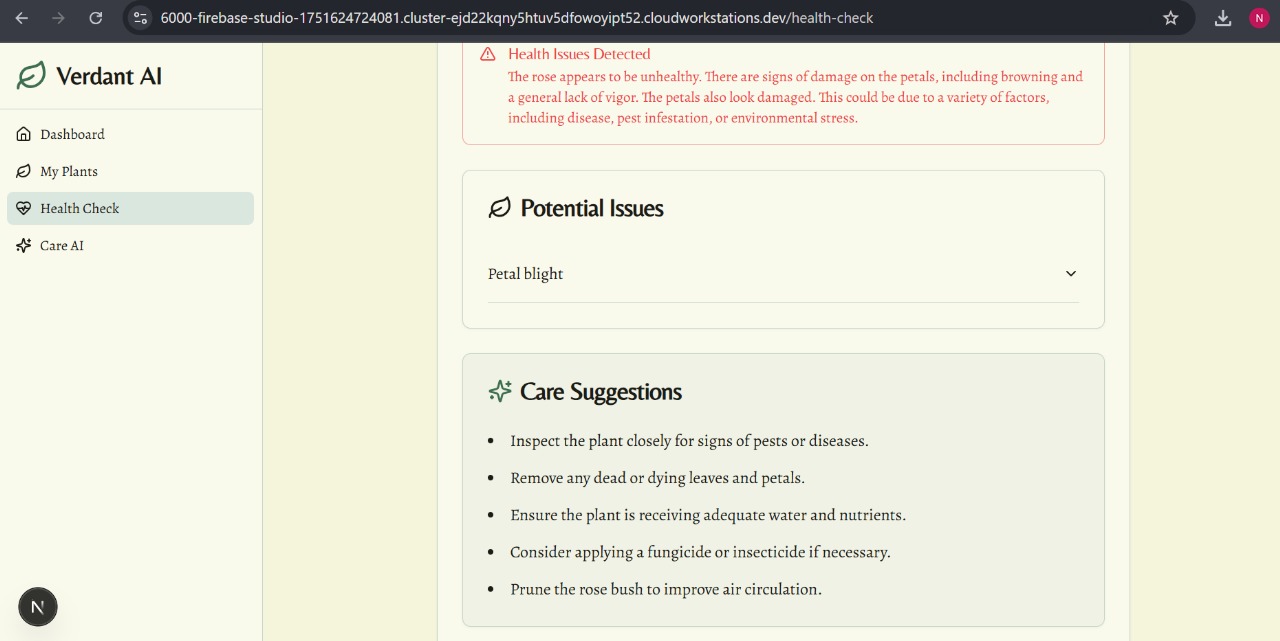 6000-firebase-studio-1751624724081.cluster-ejd22kqny5htuv5dfowoyipt52.cloudworkstations.dev/health-check
N
Verdant AI
Dashboard
My Plants
Health Check
Care AI
Health Issues Detected
The rose appears to be unhealthy. There are signs of damage on the petals, including browning and
a general lack of vigor. The petals also look damaged. This could be due to a variety of factors,
including disease, pest infestation, or environmental stress.
Potential Issues
Petal blight
Care Suggestions
• Inspect the plant closely for signs of pests or diseases.
• Remove any dead or dying leaves and petals.
• Ensure the plant is receiving adequate water and nutrients.
• Consider applying a fungicide or insecticide if necessary.
• Prune the rose bush to improve air circulation.
N